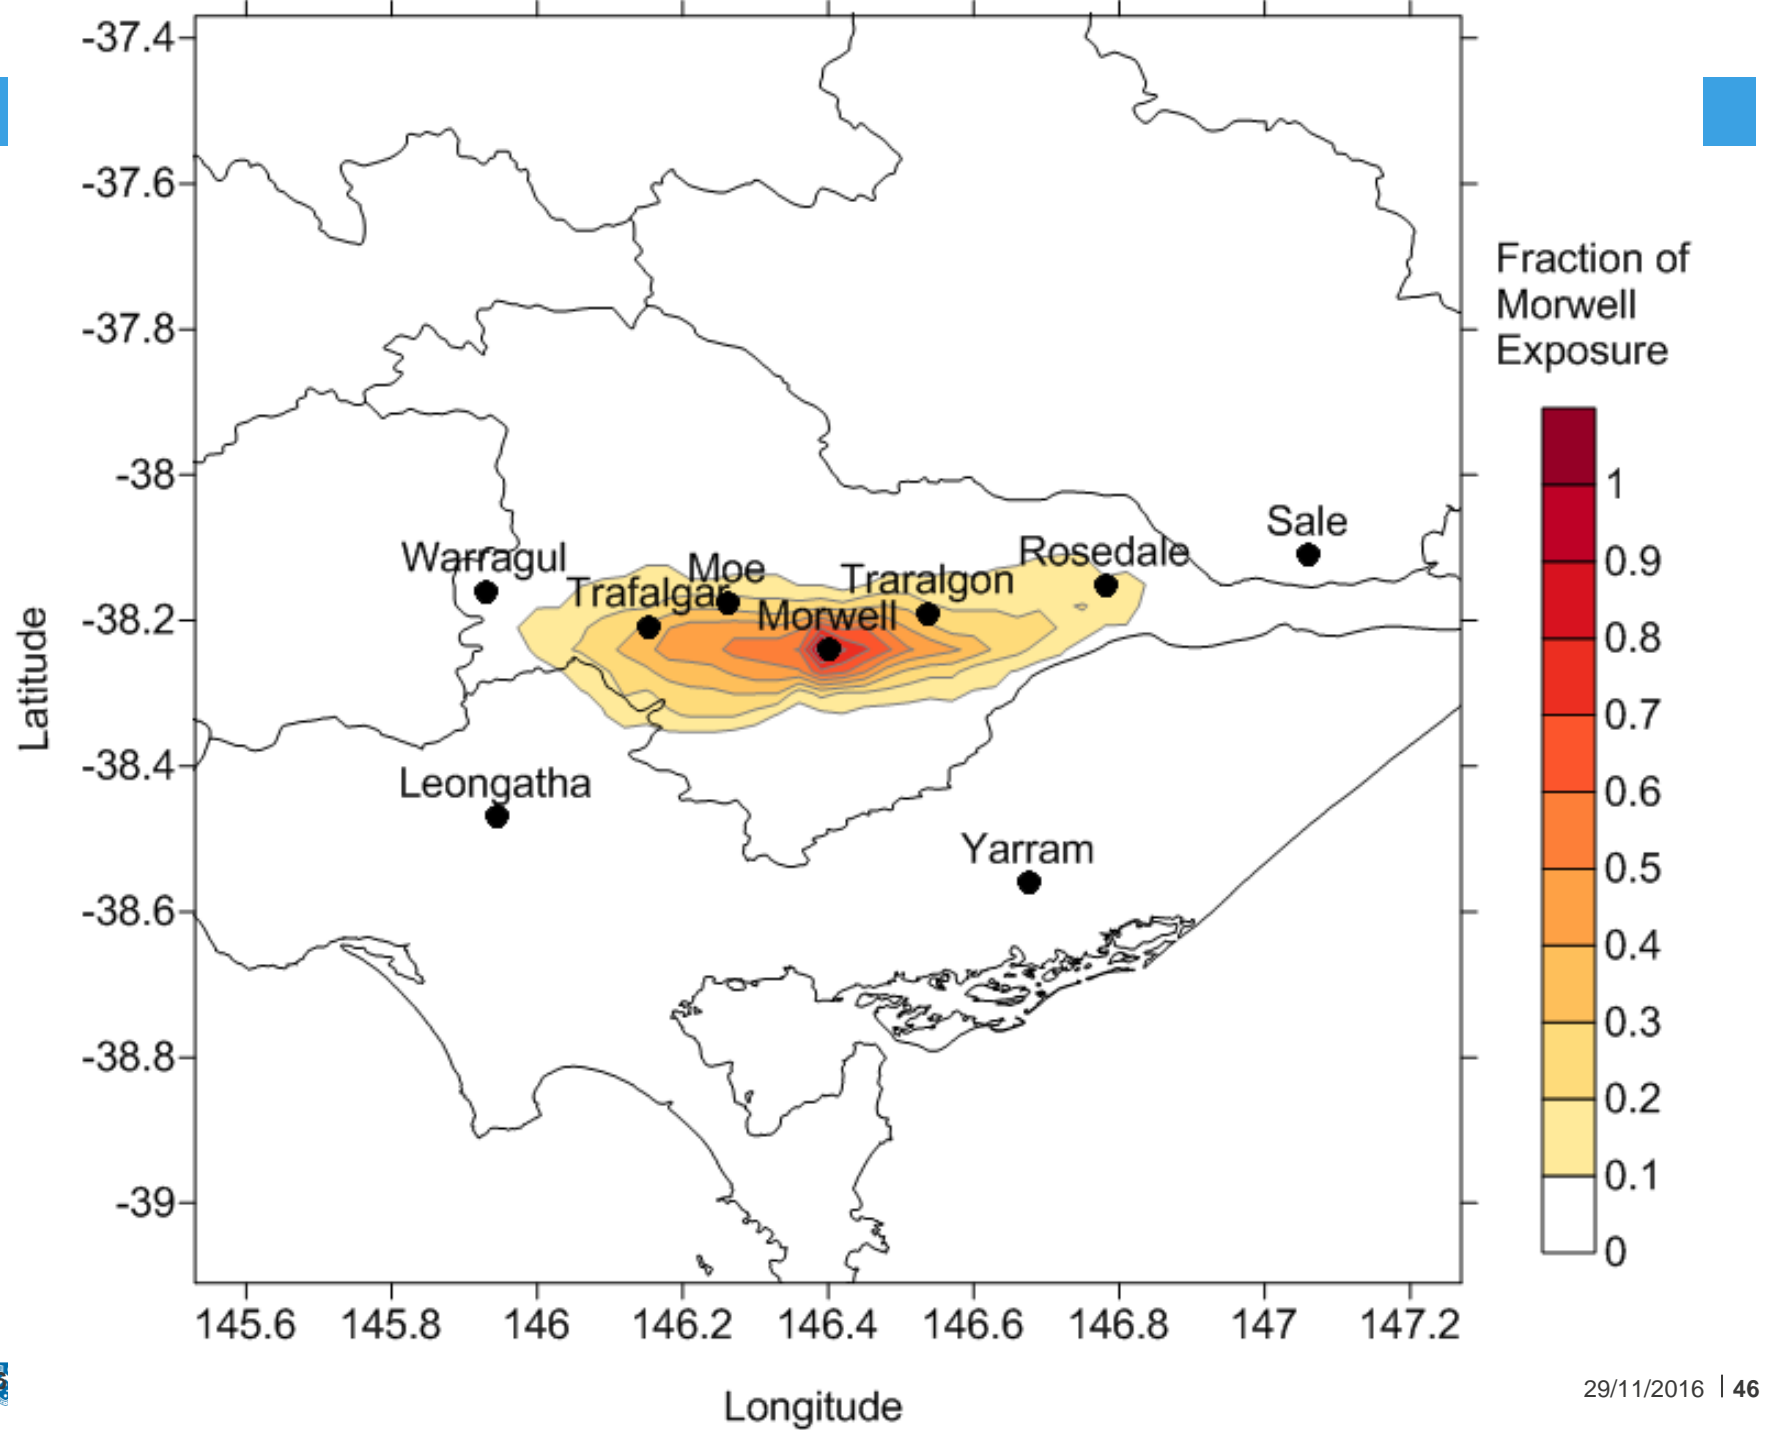 -37.4
-37.6
-37.8
-38
-38.2
-38.4
-38.6
-38.8
-39
Latitude
145.6 145.8 146 146.2 146.4 146.6 146.8 147 147.2
Longitude
Warragul
Trafalgar
Moe
Morwell
Traralgon
Rosedale
Sale
Leongatha
Yarram
Fraction of
Morwell
Exposure
1
0.9
0.8
0.7
0.6
0.5
0.4
0.3
0.2
0.1
0
29/11/2016 | 46